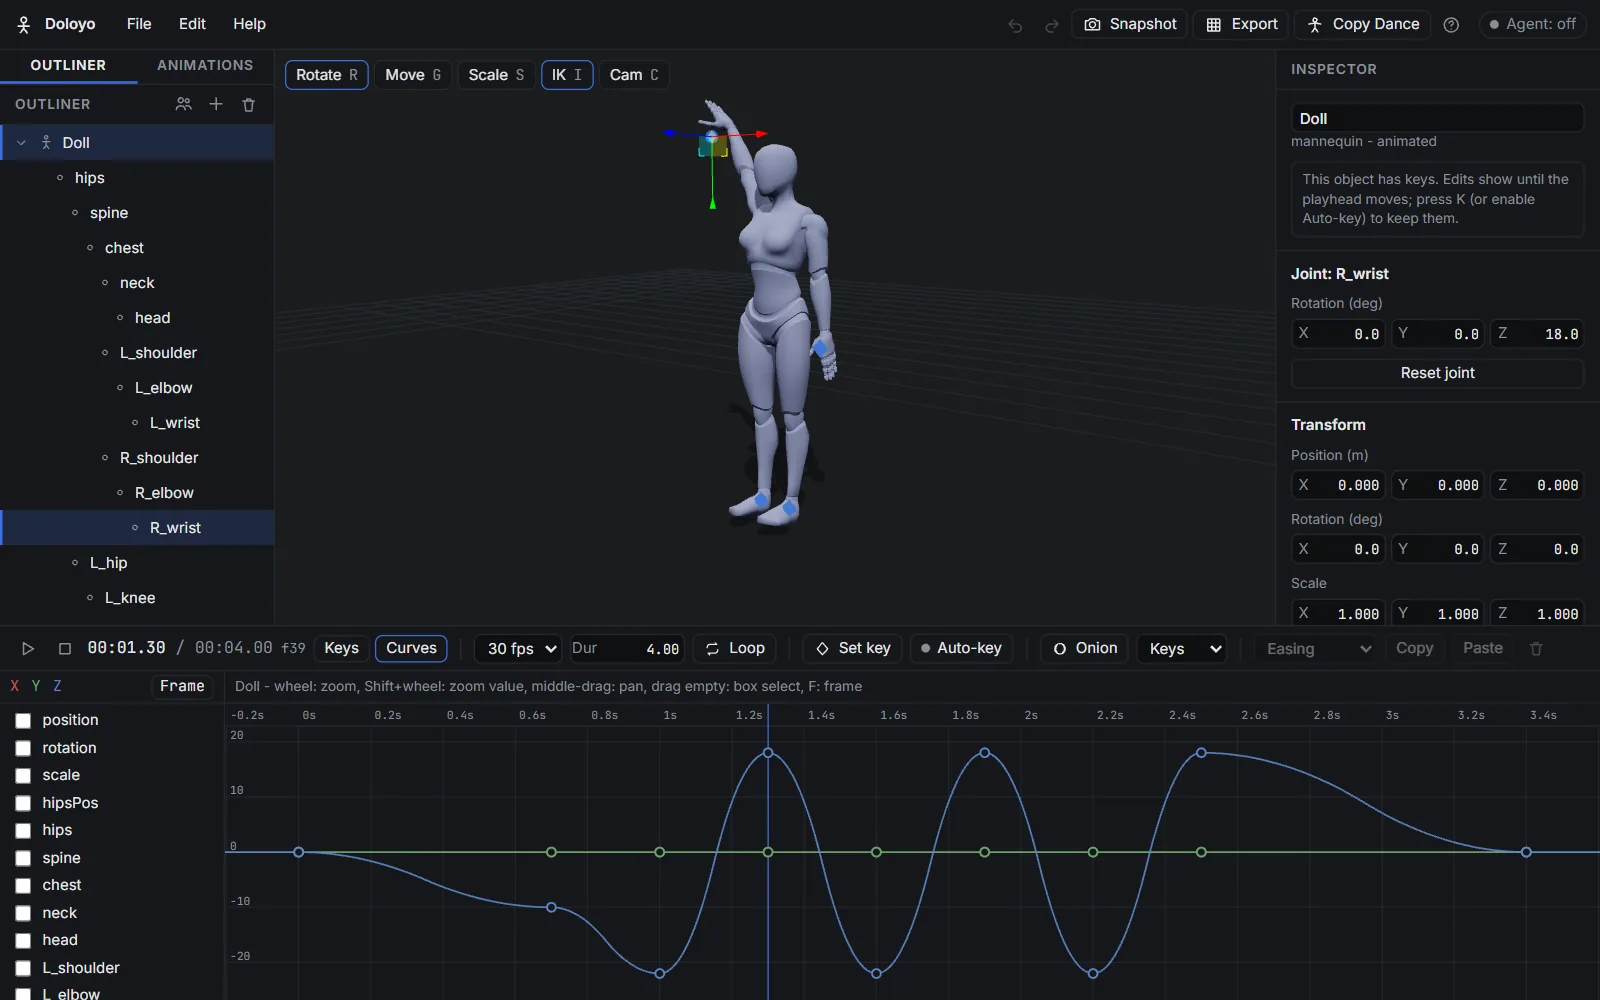 Doloyo File Edit Help Snapshot Export Copy Dance Agent: off
OUTLINER ANIMATIONS
OUTLINER
Doll
hips
spine
chest
neck
head
L_shoulder
L_elbow
L_wrist
R_shoulder
R_elbow
R_wrist
L_hip
L_knee
Rotate R Move G Scale S IK I Cam C
INSPECTOR
Doll
mannequin - animated
This object has keys. Edits show until the
playhead moves; press K (or enable
Auto-key) to keep them.
Joint: R_wrist
Rotation (deg)
X 0.0 Y 0.0 Z 18.0
Reset joint
Transform
Position (m)
X 0.000 Y 0.000 Z 0.000
Rotation (deg)
X 0.0 Y 0.0 Z 0.0
Scale
X 1.000 Y 1.000 Z 1.000
00:01.30 / 00:04.00 f39 Keys Curves 30 fps Dur 4.00 Loop Set key Auto-key Onion Keys Easing Copy Paste
X Y Z Frame Doll - wheel: zoom, Shift+wheel: zoom value, middle-drag: pan, drag empty: box select, F: frame
position
rotation
scale
hipsPos
hips
spine
chest
neck
head
L_shoulder
L_elbow
-0.2s 0s 0.2s 0.4s 0.6s 0.8s 1s 1.2s 1.4s 1.6s 1.8s 2s 2.2s 2.4s 2.6s 2.8s 3s 3.2s 3.4s
20
10
0
-10
-20